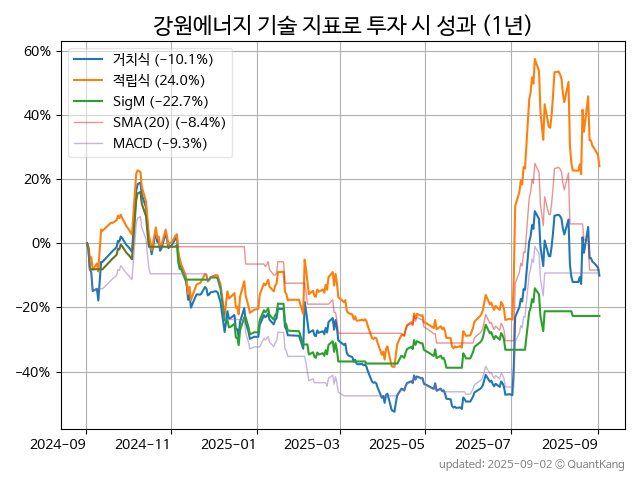 강원에너지 기술 지표로 투자 시 성과 (1년)
60%
40%
20%
0%
−20%
−40%
거치식 (−10.1%)
적립식 (24.0%)
SigM (−22.7%)
SMA(20) (−8.4%)
MACD (−9.3%)
2024-09
2024-11
2025-01
2025-03
2025-05
2025-07
2025-09
updated: 2025-09-02 © QuantKang